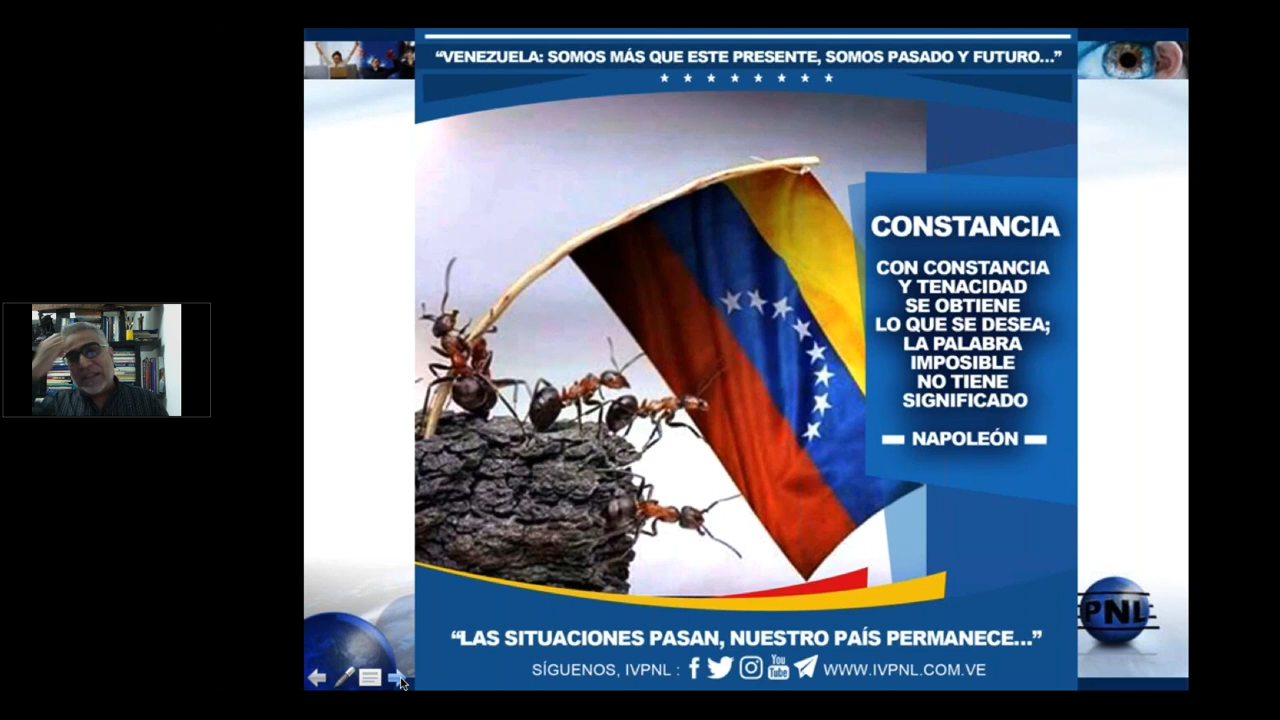 “VENEZUELA: SOMOS MÁS QUE ESTE PRESENTE, SOMOS PASADO Y FUTURO...”
CONSTANCIA
CON CONSTANCIA
Y TENACIDAD
SE OBTIENE
LO QUE SE DESEA;
LA PALABRA
IMPOSIBLE
NO TIENE
SIGNIFICADO
NAPOLEÓN
PNL
“LAS SITUACIONES PASAN, NUESTRO PAÍS PERMANECE...”
SÍGUENOS, IVPNL : You Tube WWW.IVPNL.COM.VE